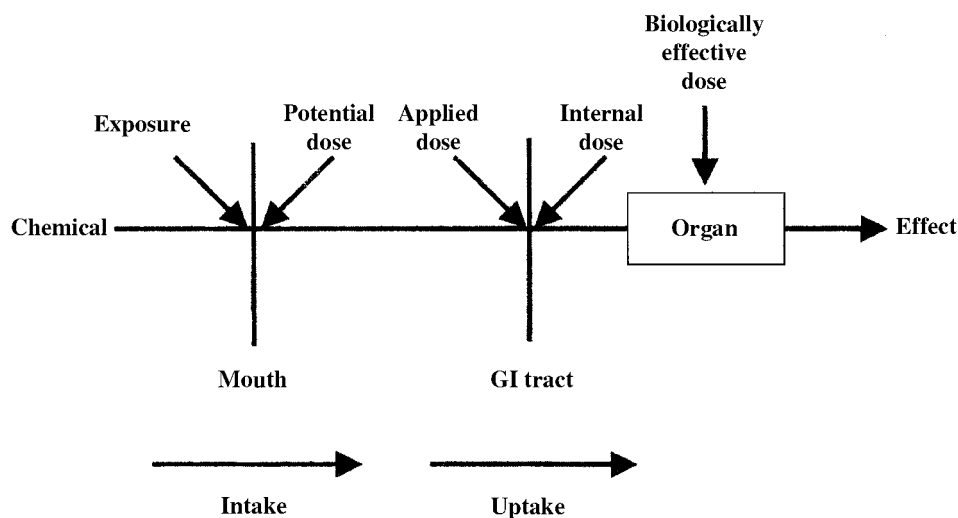 Biologically
effective
dose
Exposure
Potential
dose
Applied
dose
Internal
dose
Chemical
Organ
Effect
Mouth
GI tract
Intake
Uptake